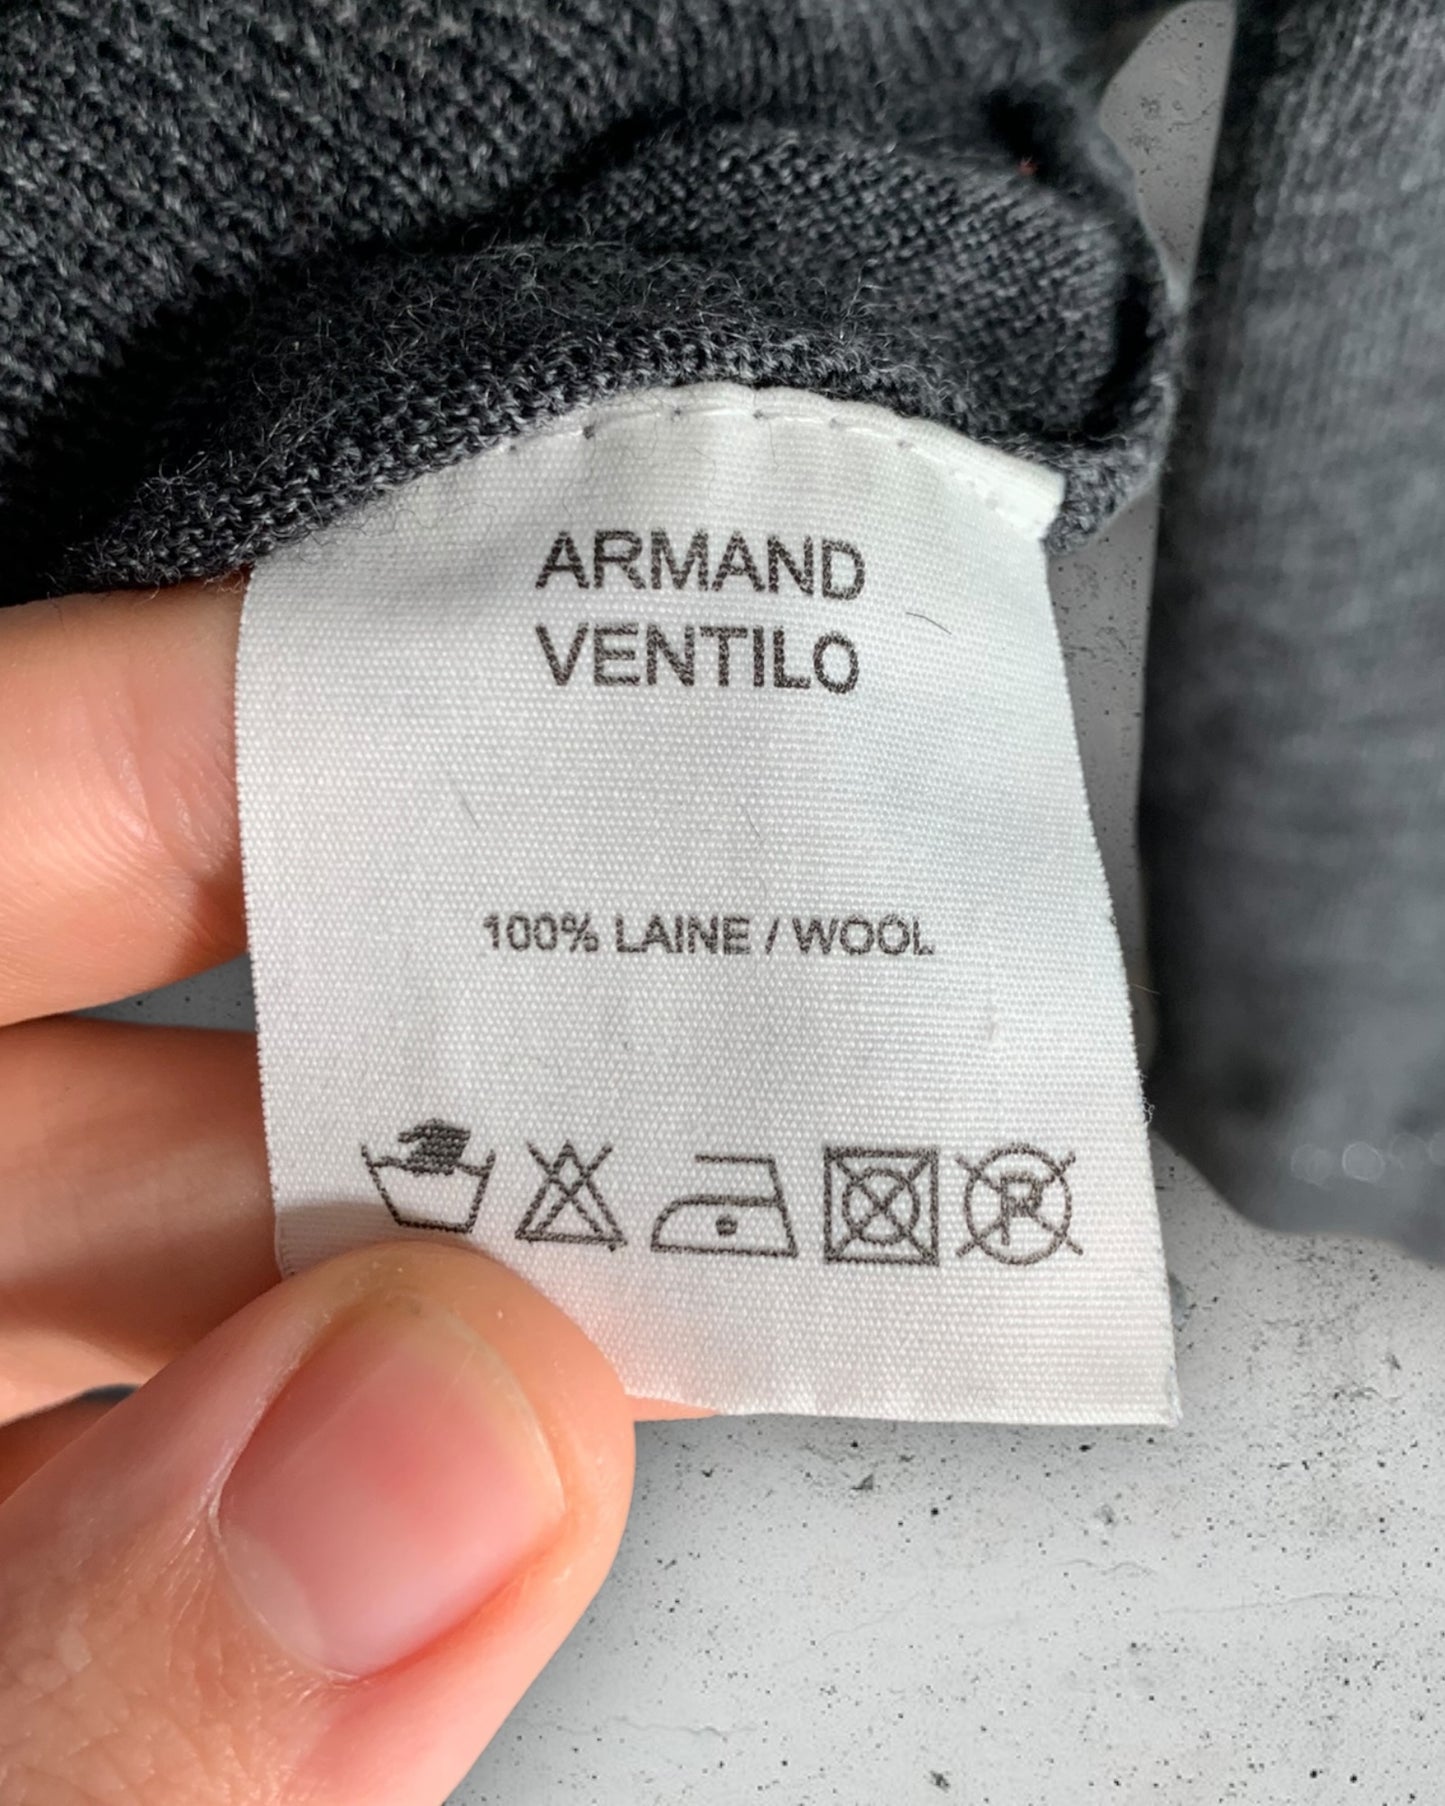 ARMAND
VENTILO
100% LAINE / WOOL
P